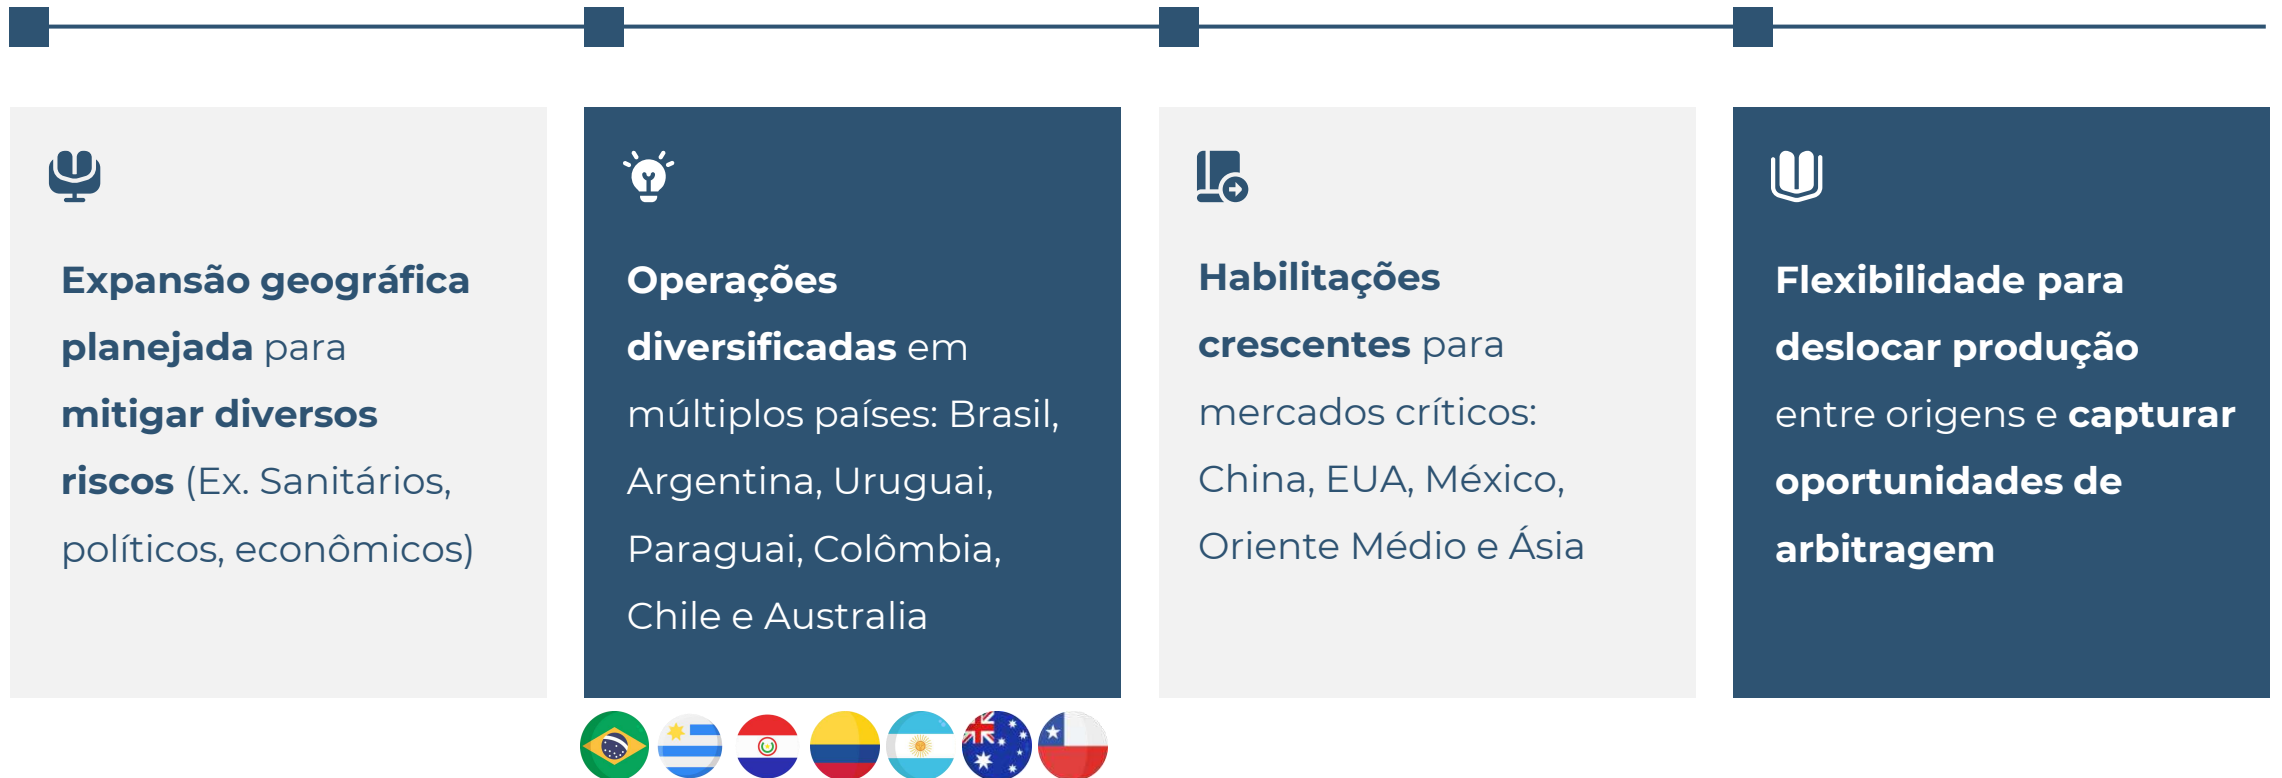 Expansão geográfica
planejada para
mitigar diversos
riscos (Ex. Sanitários,
políticos, econômicos)
Operações
diversificadas em
múltiplos países: Brasil,
Argentina, Uruguai,
Paraguai, Colômbia,
Chile e Australia
Habilitações
crescentes para
mercados críticos:
China, EUA, México,
Oriente Médio e Ásia
Flexibilidade para
deslocar produção
entre origens e capturar
oportunidades de
arbitragem